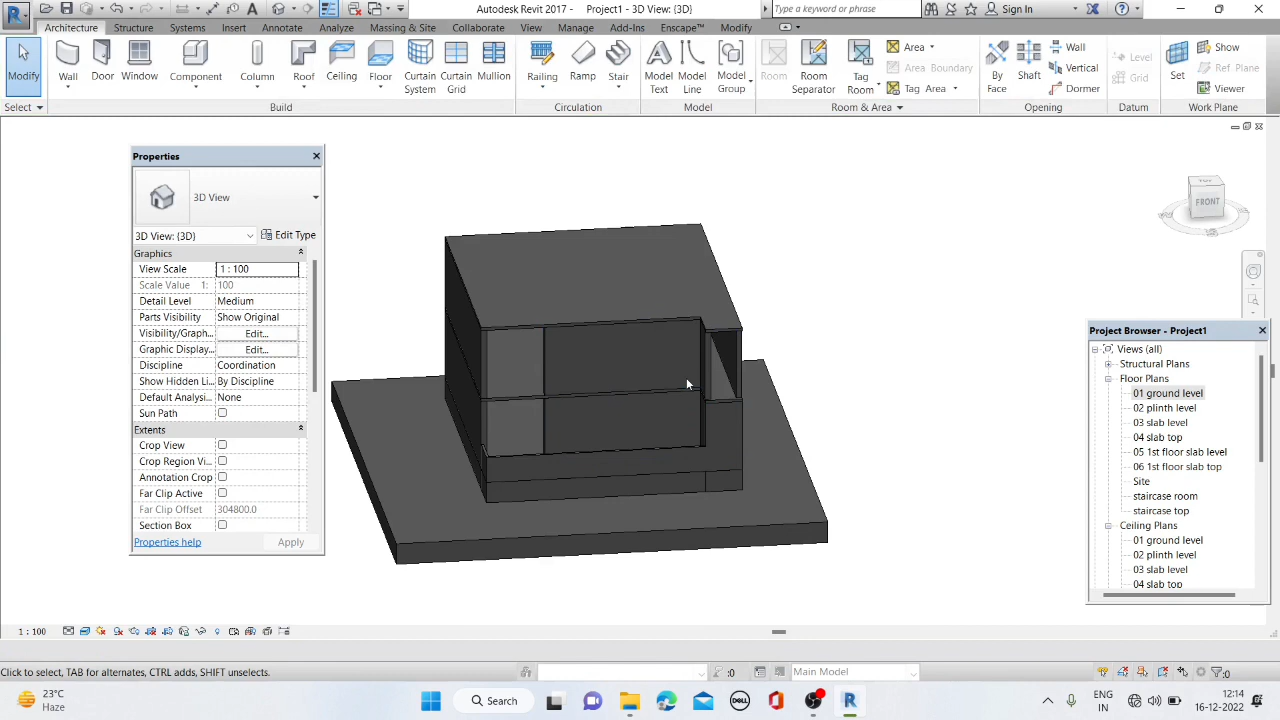 Autodesk Revit 2017 - Project1 - 3D View: {3D}
Type a keyword or phrase
Sign In
Architecture Structure Systems Insert Annotate Analyze Massing & Site Collaborate View Manage Add-Ins Escape™ Modify
Modify Wall Door Window Component Column Roof Ceiling Floor Curtain System Curtain Grid Mullion Railing Ramp Stair Model Text Model Line Model Group Room Room Separator Tag Room
Area
Area Boundary
Tag Area
By Face Shaft
Wall
Vertical
Dormer
Level
Grid
Set
Show
Ref Plane
Viewer
Select Build Circulation Model Room & Area Opening Datum Work Plane
Properties
3D View
3D View: {3D} Edit Type
Graphics
View Scale 1 : 100
Scale Value 1: 100
Detail Level Medium
Parts Visibility Show Original
Visibility/Graph... Edit...
Graphic Display... Edit...
Discipline Coordination
Show Hidden Li... By Discipline
Default Analysi... None
Sun Path
Extents
Crop View
Crop Region Vi...
Annotation Crop
Far Clip Active
Far Clip Offset 304800.0
Section Box
Properties help Apply
TOP
FRONT
Project Browser - Project1
Views (all)
Structural Plans
Floor Plans
01 ground level
02 plinth level
03 slab level
04 slab top
05 1st floor slab level
06 1st floor slab top
Site
staircase room
staircase top
Ceiling Plans
01 ground level
02 plinth level
03 slab level
04 slab top
1 : 100
Click to select, TAB for alternates, CTRL adds, SHIFT unselects.
:0
Main Model
:0
23°C
Haze
Search
DELL
ENG
IN
12:14
16-12-2022